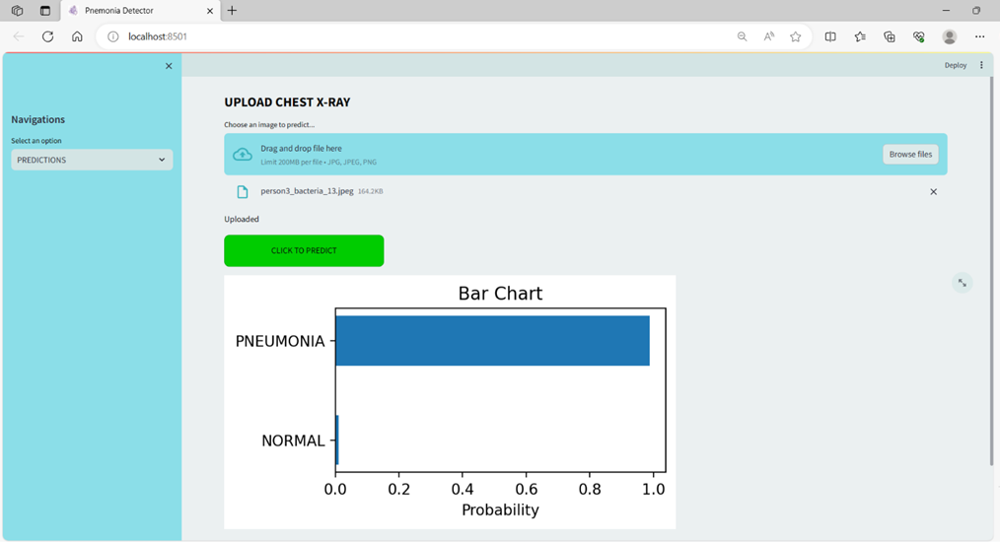 Pnemonia Detector
localhost:8501
Deploy
Navigations
Select an option
PREDICTIONS
UPLOAD CHEST X-RAY
Choose an image to predict...
Drag and drop file here
Limit 200MB per file • JPG, JPEG, PNG
Browse files
person3_bacteria_13.jpeg 164.2KB
Uploaded
CLICK TO PREDICT
Bar Chart
PNEUMONIA
NORMAL
0.0 0.2 0.4 0.6 0.8 1.0
Probability